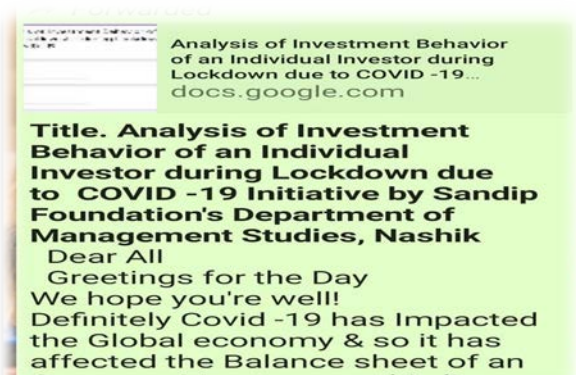 Forwarded
Analysis of Investment Behavior
of an Individual Investor during
Lockdown due to COVID -19...
docs.google.com
Title. Analysis of Investment
Behavior of an Individual
Investor during Lockdown due
to COVID -19 Initiative by Sandip
Foundation's Department of
Management Studies, Nashik
Dear All
Greetings for the Day
We hope you're well!
Definitely Covid -19 has Impacted
the Global economy & so it has
affected the Balance sheet of an